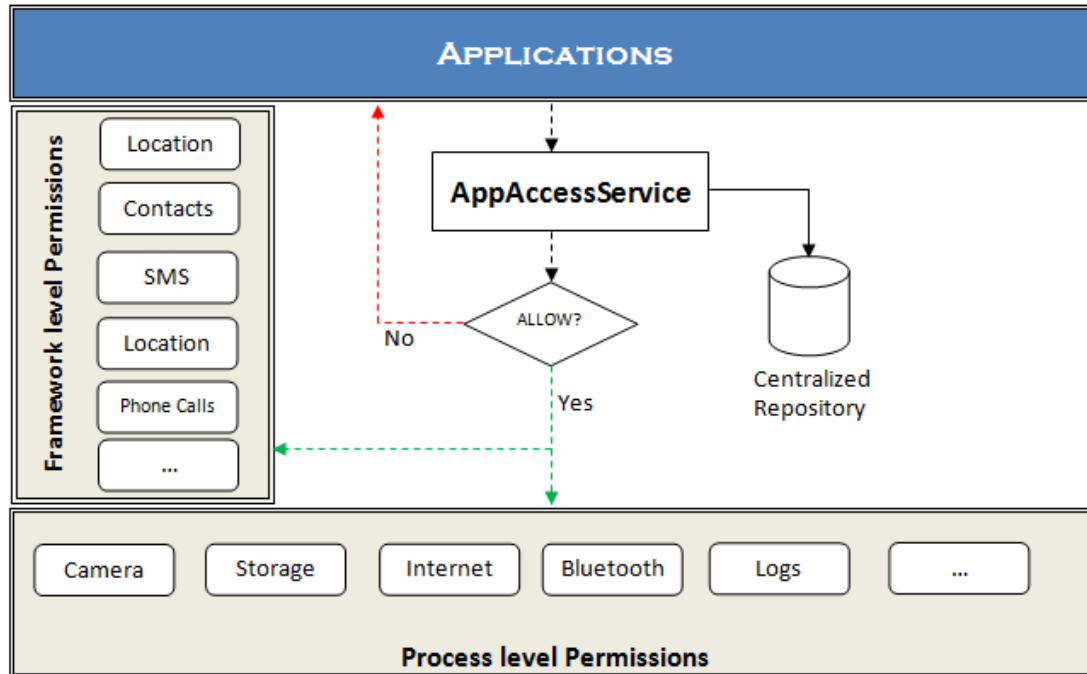 APPLICATIONS
Framework level Permissions
Location
Contacts
SMS
Location
Phone Calls
...
AppAccessService
ALLOW?
No
Yes
Centralized
Repository
Camera
Storage
Internet
Bluetooth
Logs
...
Process level Permissions